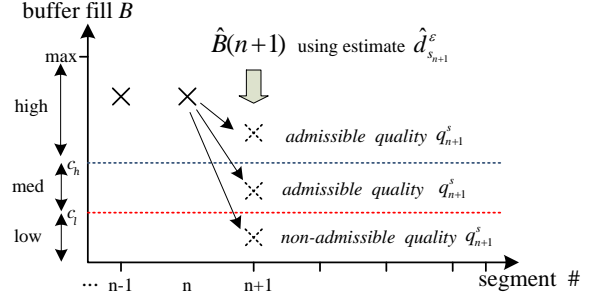 buffer fill B
B̂(n+1) using estimate d̂^ε_{s_{n+1}}
max
high
admissible quality q^s_{n+1}
c_h
med
admissible quality q^s_{n+1}
c_l
low
non-admissible quality q^s_{n+1}
... n-1 n n+1
segment #